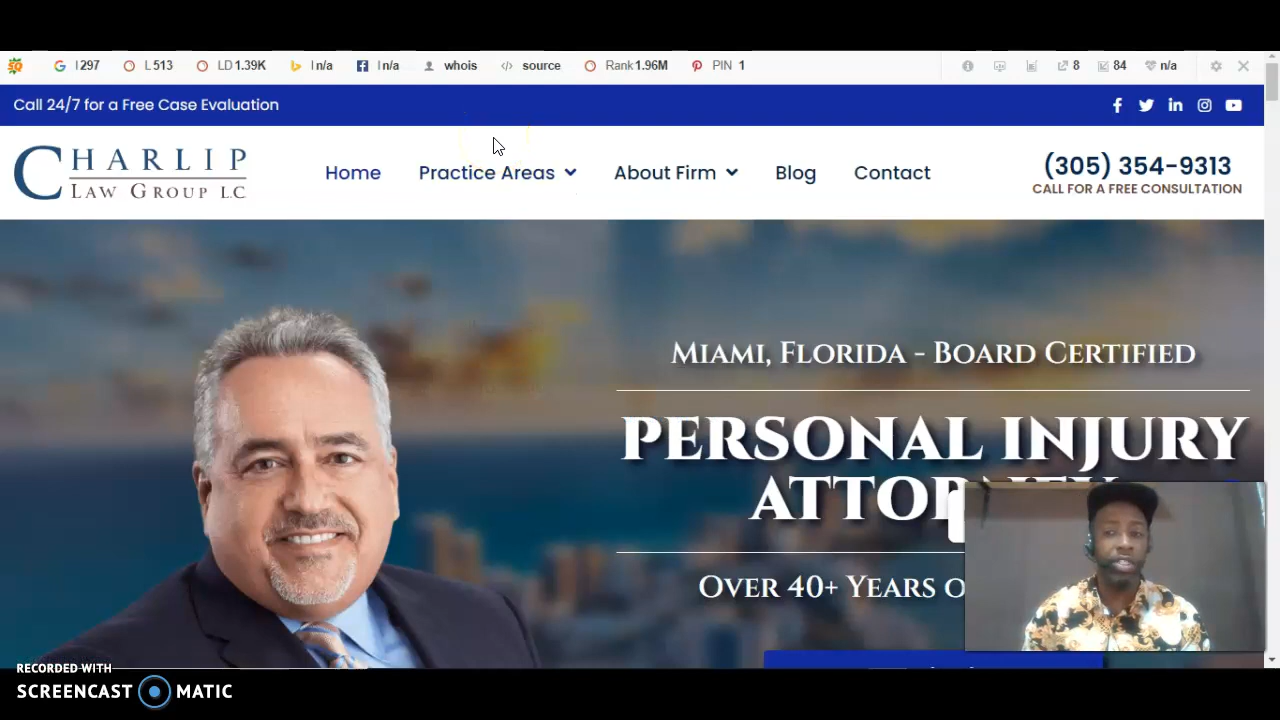 I 297 L 513 LD 1.39K I n/a I n/a whois source Rank 1.96M PIN 1 8 84 n/a
Call 24/7 for a Free Case Evaluation
CHARLIP
LAW GROUP LC
Home Practice Areas About Firm Blog Contact
(305) 354-9313
CALL FOR A FREE CONSULTATION
MIAMI, FLORIDA - BOARD CERTIFIED
PERSONAL INJURY
OVER 40+ YEARS
RECORDED WITH
SCREENCAST MATIC